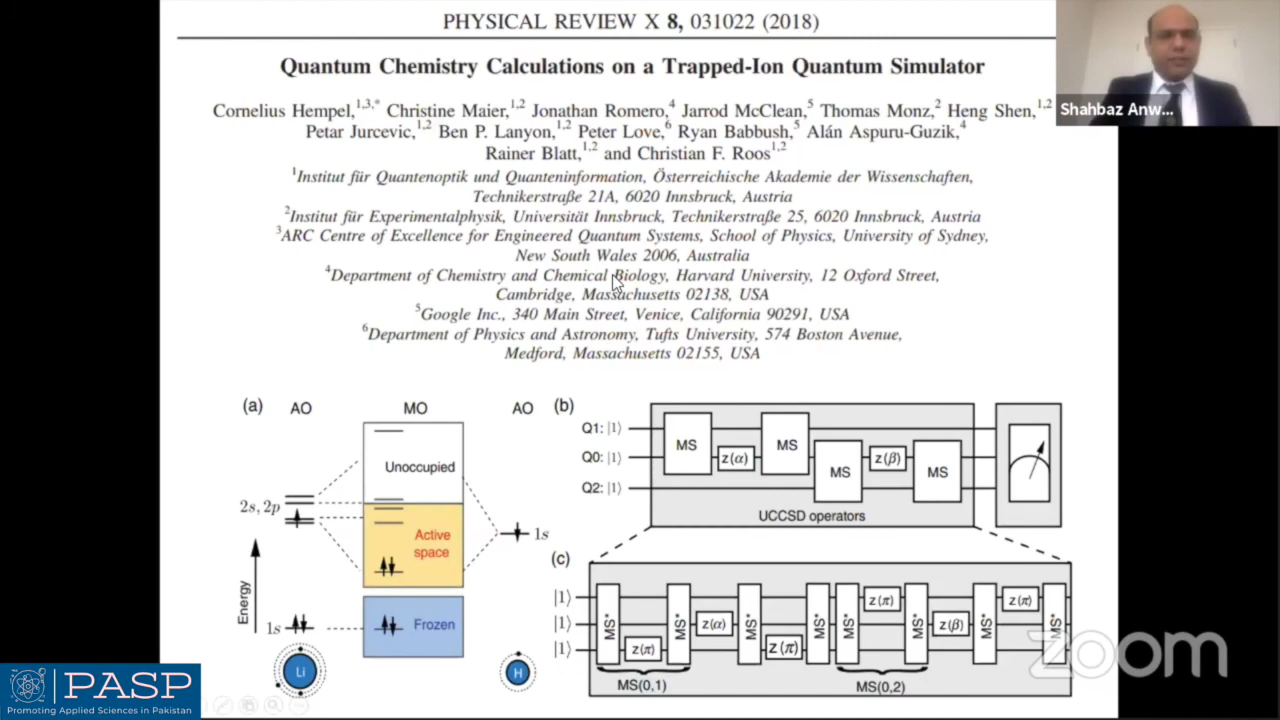 PHYSICAL REVIEW X 8, 031022 (2018)
Quantum Chemistry Calculations on a Trapped-Ion Quantum Simulator
Cornelius Hempel,1,3,* Christine Maier,1,2 Jonathan Romero,4 Jarrod McClean,5 Thomas Monz,2 Heng Shen,1,2
Petar Jurcevic,1,2 Ben P. Lanyon,1,2 Peter Love,6 Ryan Babbush,5 Alán Aspuru-Guzik,4
Rainer Blatt,1,2 and Christian F. Roos1,2
1Institut für Quantenoptik und Quanteninformation, Österreichische Akademie der Wissenschaften,
Technikerstraße 21A, 6020 Innsbruck, Austria
2Institut für Experimentalphysik, Universität Innsbruck, Technikerstraße 25, 6020 Innsbruck, Austria
3ARC Centre of Excellence for Engineered Quantum Systems, School of Physics, University of Sydney,
New South Wales 2006, Australia
4Department of Chemistry and Chemical Biology, Harvard University, 12 Oxford Street,
Cambridge, Massachusetts 02138, USA
5Google Inc., 340 Main Street, Venice, California 90291, USA
6Department of Physics and Astronomy, Tufts University, 574 Boston Avenue,
Medford, Massachusetts 02155, USA
Shahbaz Anw...
(a) AO MO AO
Unoccupied
2s, 2p
Active
space
1s
Energy
1s
Frozen
Li
H
(b)
Q1: |1⟩
Q0: |1⟩
Q2: |1⟩
MS z(α) MS MS z(β) MS
UCCSD operators
(c)
|1⟩
|1⟩
|1⟩
MS* z(π) MS* z(α) MS* z(π) MS* MS* z(π) MS* z(β) MS* z(π) MS*
MS(0,1) MS(0,2)
zoom
PASP
Promoting Applied Sciences in Pakistan